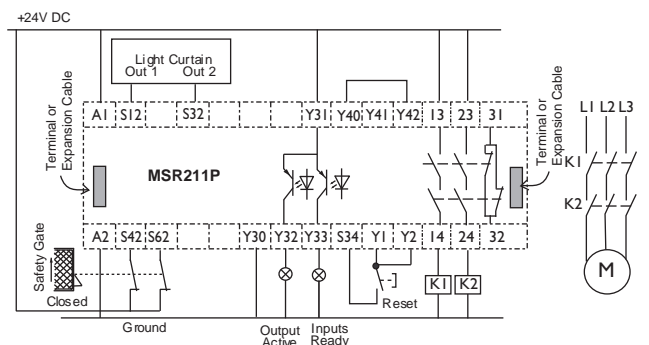 +24V DC
Light Curtain
Out 1 Out 2
Terminal or
Expansion Cable
A1 S12 S32 Y31 Y40 Y41 Y42 13 23 31
Terminal or
Expansion Cable
L1 L2 L3
MSR211P
K1
K2
A2 S42 S62 Y30 Y32 Y33 S34 Y1 Y2 14 24 32
Safety Gate
Closed
M
K1 K2
Reset
Ground
Output
Active
Inputs
Ready